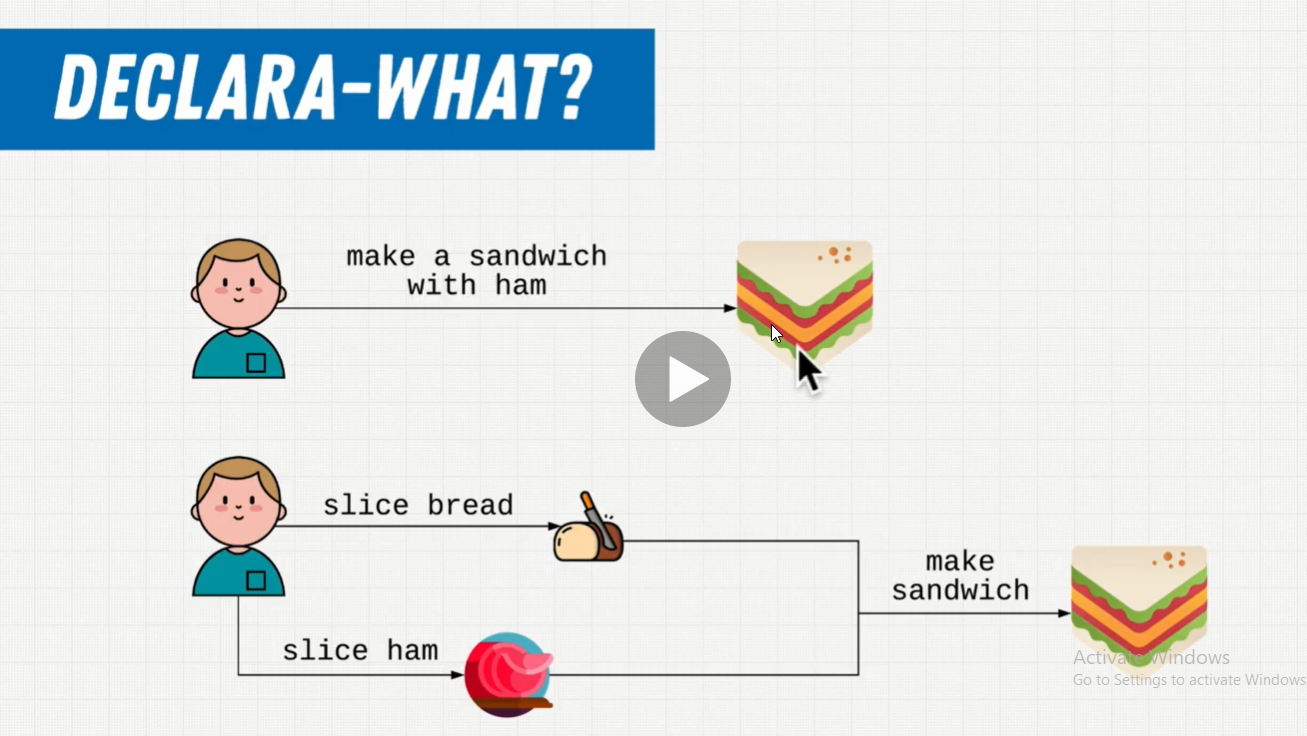 DECLARA-WHAT?
make a sandwich
with ham
slice bread
make
sandwich
slice ham
Activate Windows
Go to Settings to activate Windows